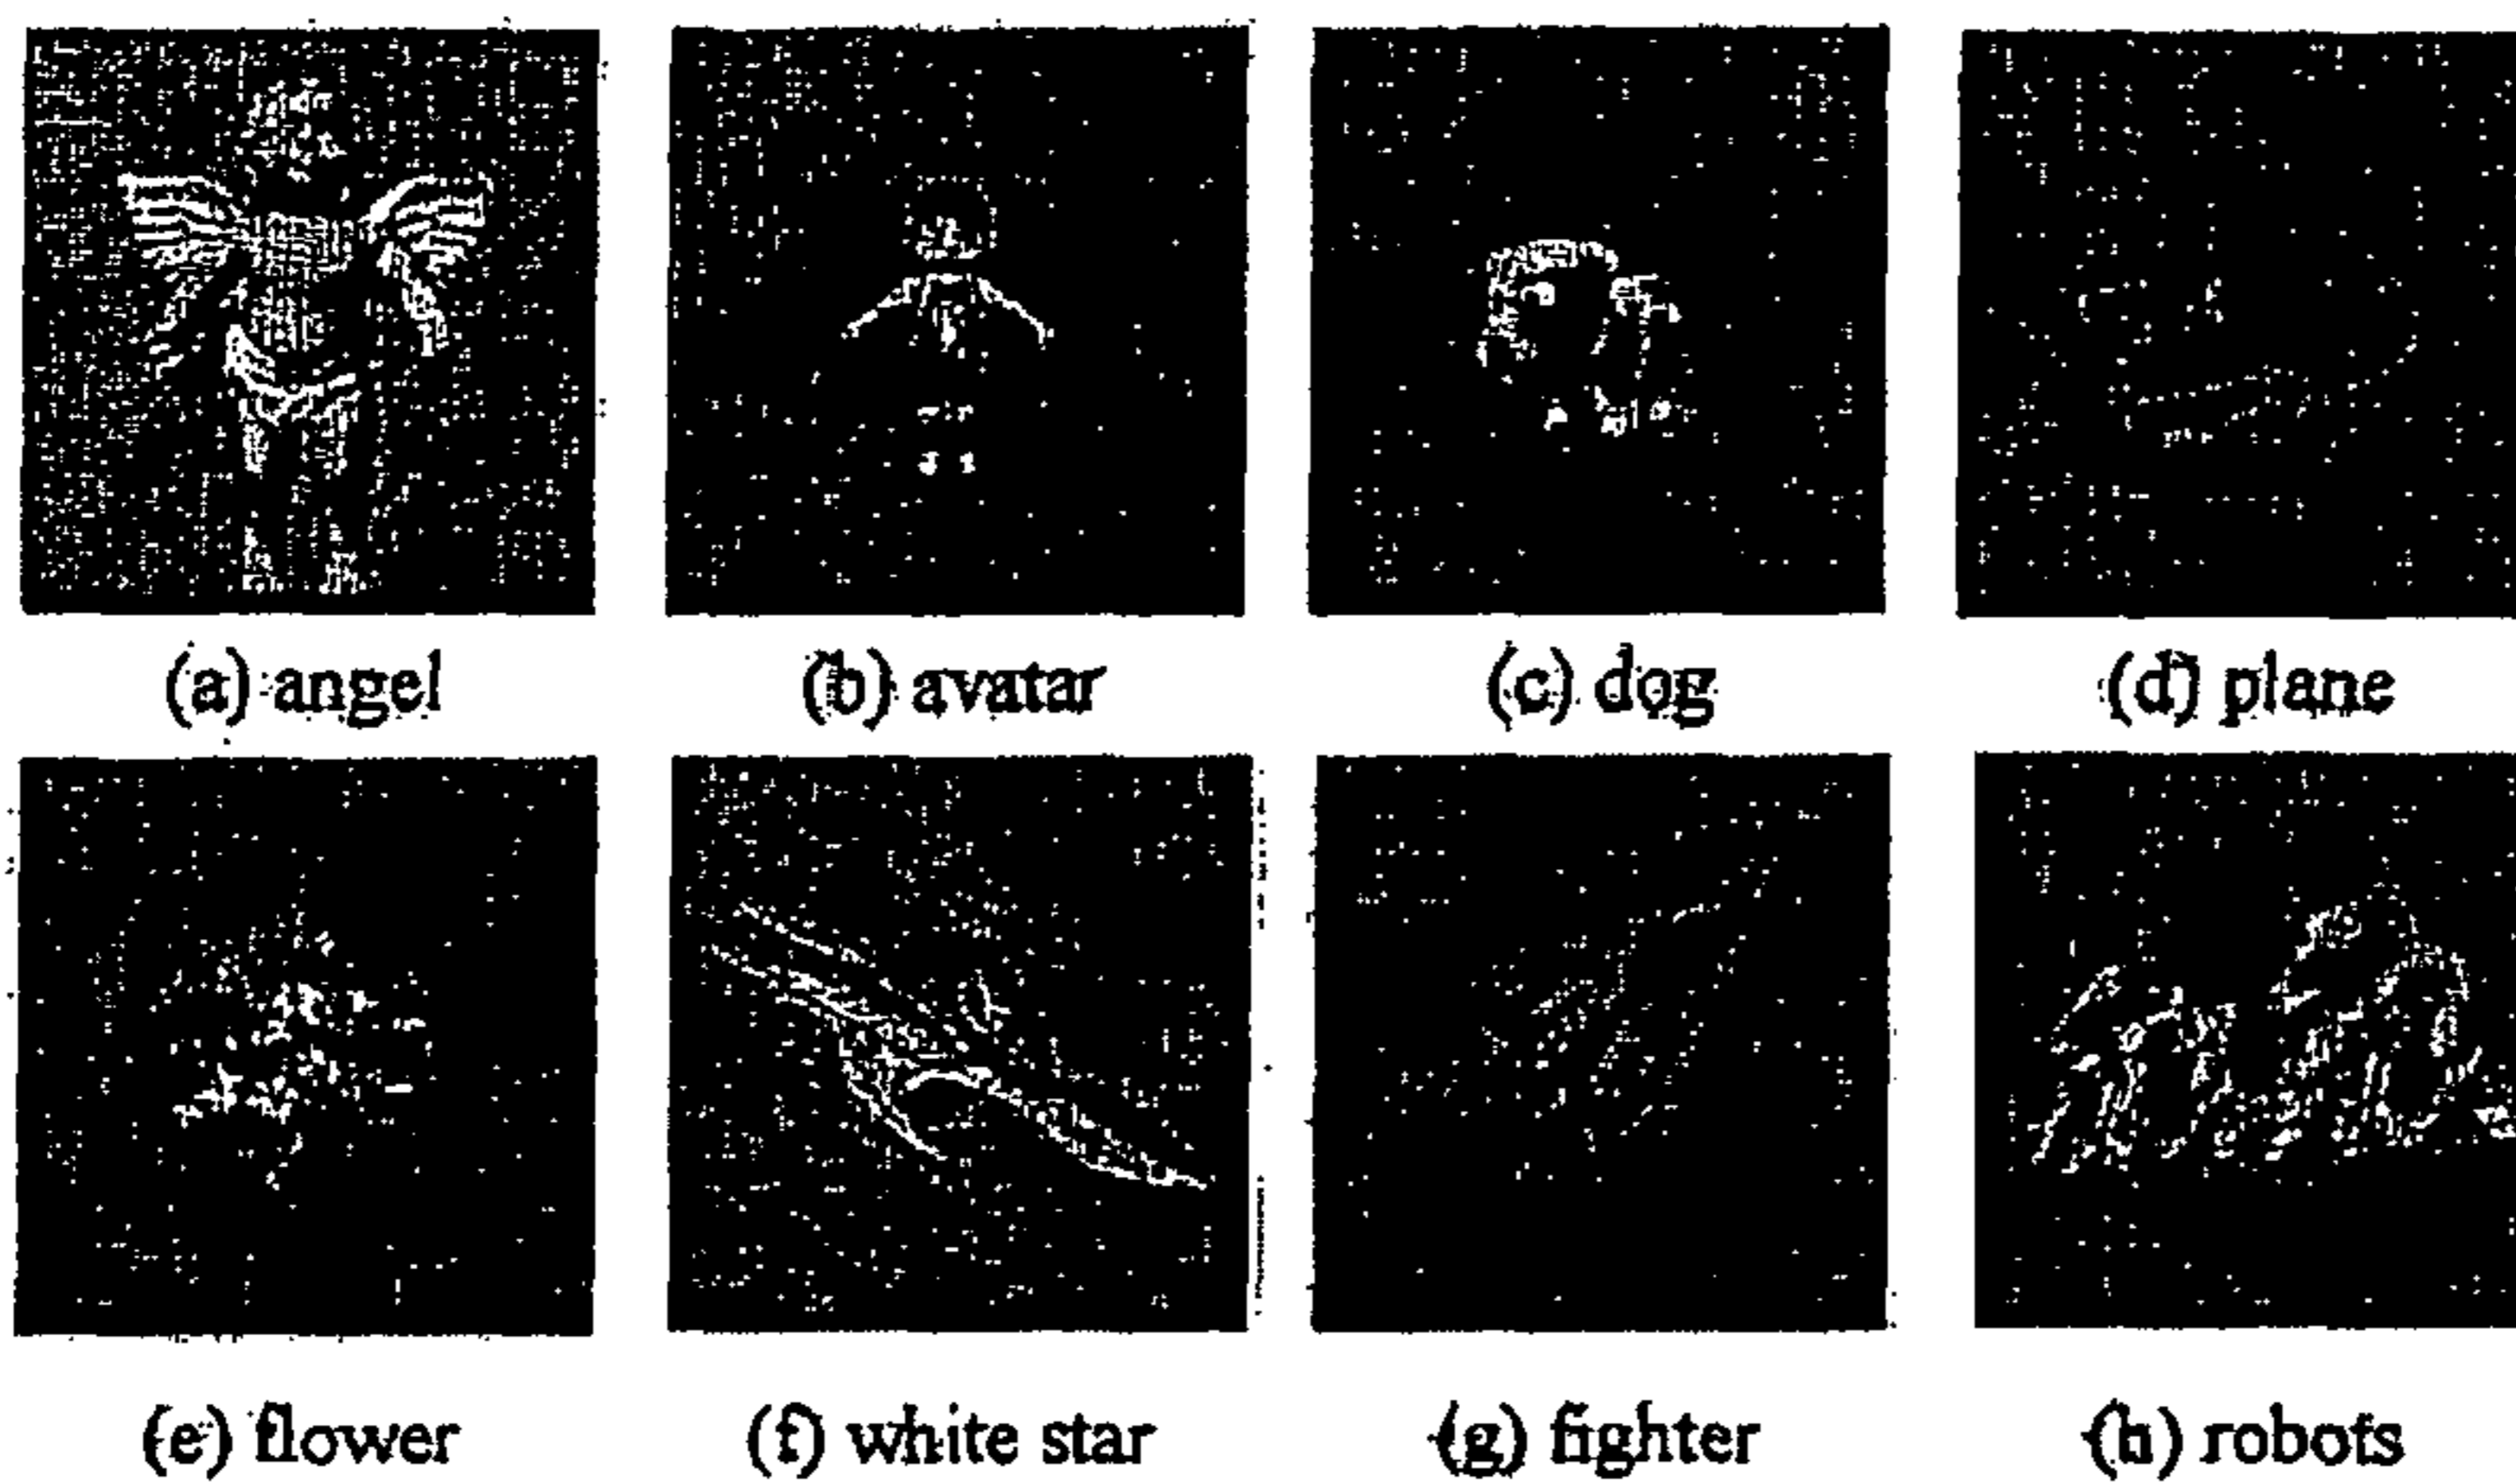 (a) angel (b) avatar (c) dog (d) plane
(e) flower (f) white star (g) fighter (h) robots